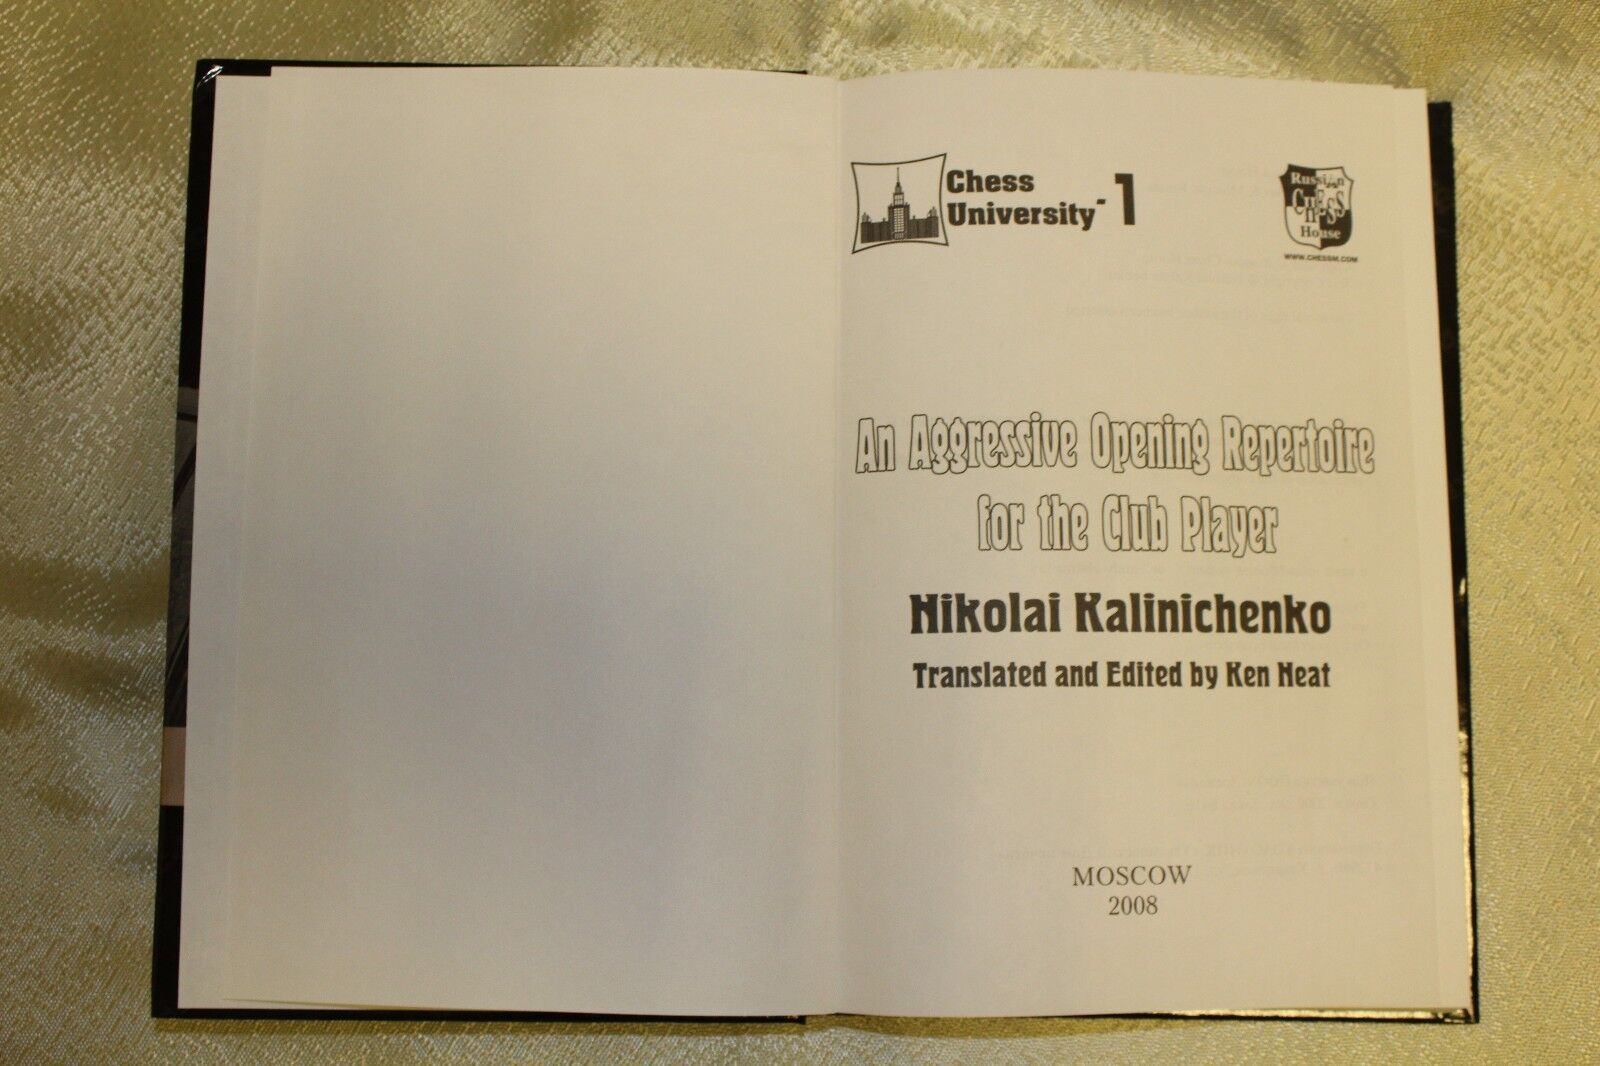 Chess
University - 1
Russian
CHESS
House
WWW.CHESSM.COM
An Aggressive Opening Repertoire
for the Club Player
Nikolai Kalinichenko
Translated and Edited by Ken Neat
MOSCOW
2008